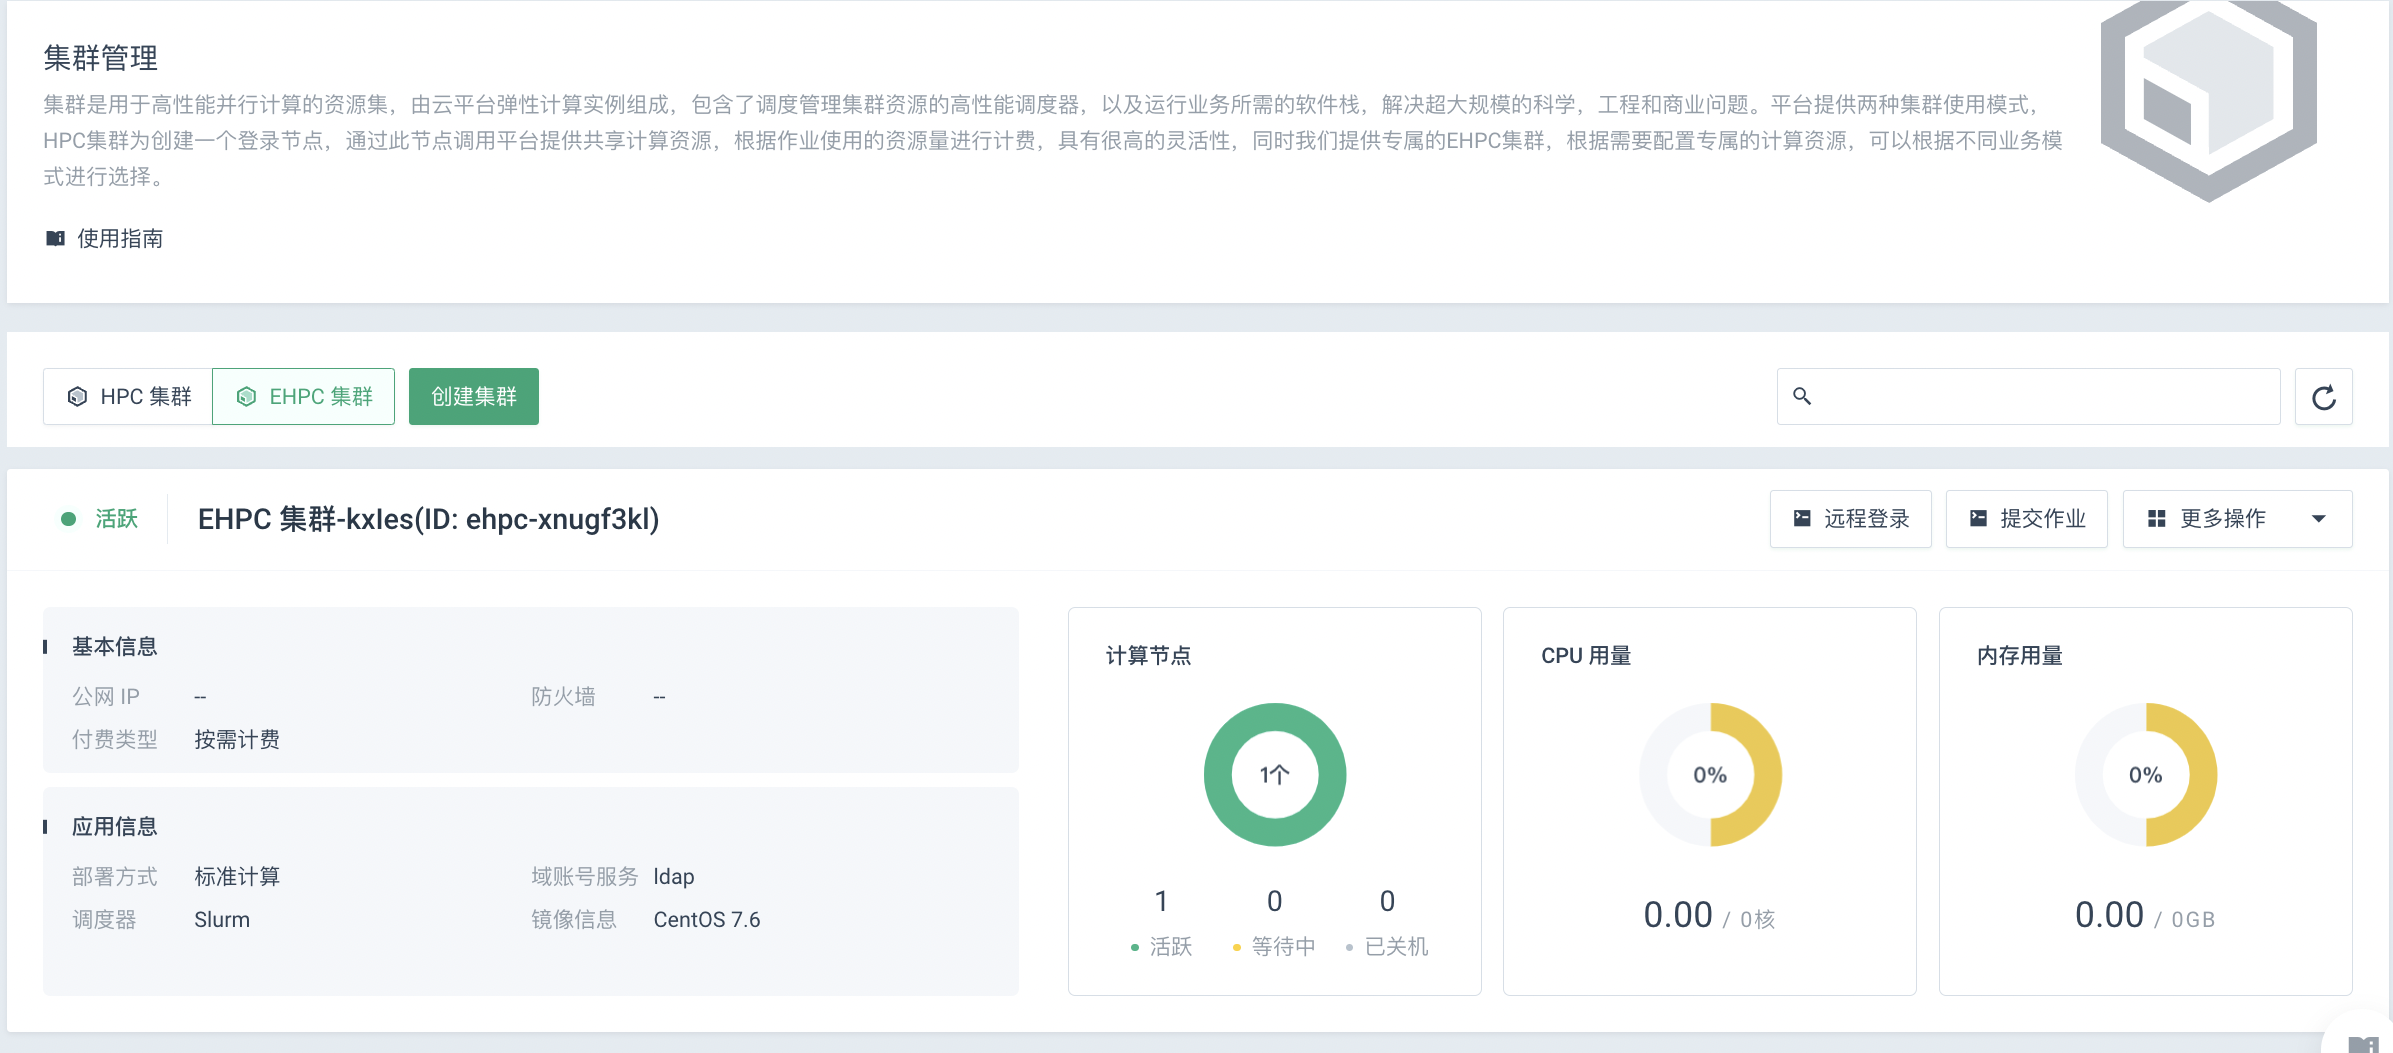 集群管理
集群是用于高性能并行计算的资源集，由云平台弹性计算实例组成，包含了调度管理集群资源的高性能调度器，以及运行业务所需的软件栈，解决超大规模的科学，工程和商业问题。平台提供两种集群使用模式，
HPC集群为创建一个登录节点，通过此节点调用平台提供共享计算资源，根据作业使用的资源量进行计费，具有很高的灵活性，同时我们提供专属的EHPC集群，根据需要配置专属的计算资源，可以根据不同业务模
式进行选择。
使用指南
HPC 集群 EHPC 集群 创建集群
活跃 EHPC 集群-kxIes(ID: ehpc-xnugf3kl) 远程登录 提交作业 更多操作
基本信息
公网 IP -- 防火墙 --
付费类型 按需计费
应用信息
部署方式 标准计算 域账号服务 ldap
调度器 Slurm 镜像信息 CentOS 7.6
计算节点
1个
1 0 0
活跃 等待中 已关机
CPU 用量
0%
0.00 / 0核
内存用量
0%
0.00 / 0GB